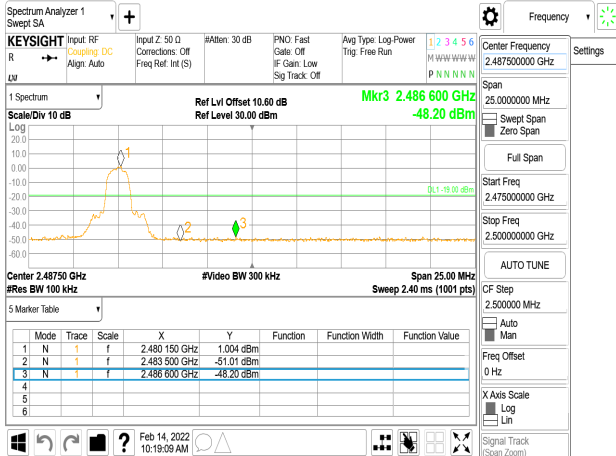 Spectrum Analyzer 1
Swept SA
Frequency
KEYSIGHT Input: RF
R Coupling: DC
Align: Auto
LXI
Input Z: 50 Ω
Corrections: Off
Freq Ref: Int (S)
#Atten: 30 dB
PNO: Fast
Gate: Off
IF Gain: Low
Sig Track: Off
Avg Type: Log-Power
Trig: Free Run
1 2 3 4 5 6
M W W W W W
P N N N N N
1 Spectrum
Scale/Div 10 dB
Ref Lvl Offset 10.60 dB
Ref Level 30.00 dBm
Mkr3 2.486 600 GHz
-48.20 dBm
Log
20.0
10.0
0.00
-10.0
-20.0
-30.0
-40.0
-50.0
-60.0
1
2
3
DL1 -19.00 dBm
Center 2.48750 GHz
#Res BW 100 kHz
#Video BW 300 kHz
Span 25.00 MHz
Sweep 2.40 ms (1001 pts)
5 Marker Table
Mode Trace Scale X Y Function Function Width Function Value
1 N 1 f 2.480 150 GHz 1.004 dBm
2 N 1 f 2.483 500 GHz -51.01 dBm
3 N 1 f 2.486 600 GHz -48.20 dBm
4
5
6
Feb 14, 2022
10:19:09 AM
Center Frequency
2.487500000 GHz
Settings
Span
25.0000000 MHz
Swept Span
Zero Span
Full Span
Start Freq
2.475000000 GHz
Stop Freq
2.500000000 GHz
AUTO TUNE
CF Step
2.500000 MHz
Auto
Man
Freq Offset
0 Hz
X Axis Scale
Log
Lin
Signal Track
(Span Zoom)